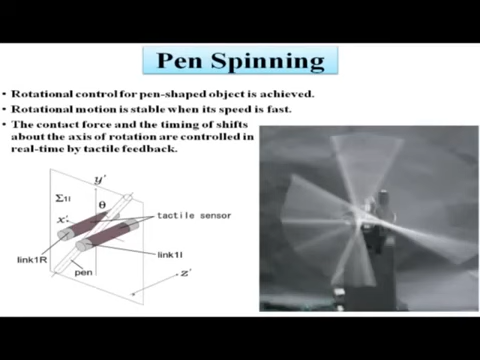 Pen Spinning
• Rotational control for pen-shaped object is achieved.
• Rotational motion is stable when its speed is fast.
• The contact force and the timing of shifts
about the axis of rotation are controlled in
real-time by tactile feedback.
y'
Σ1l
θ
x'
tactile sensor
link1R
link1l
pen
z'